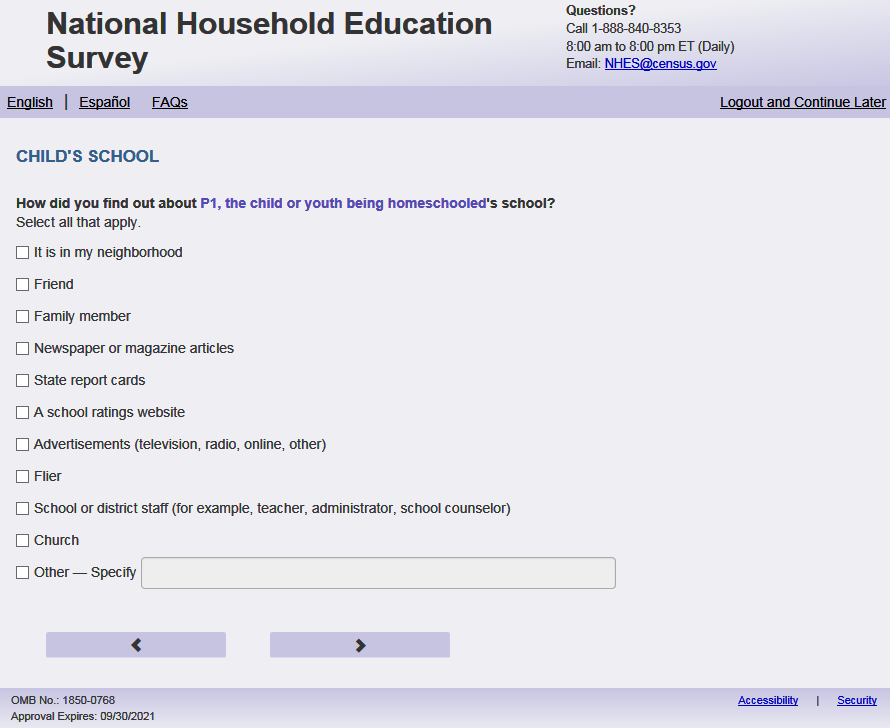 National Household Education
Survey
Questions?
Call 1-888-840-8353
8:00 am to 8:00 pm ET (Daily)
Email: NHES@census.gov
English | Español FAQs Logout and Continue Later
CHILD'S SCHOOL
How did you find out about P1, the child or youth being homeschooled's school?
Select all that apply.
It is in my neighborhood
Friend
Family member
Newspaper or magazine articles
State report cards
A school ratings website
Advertisements (television, radio, online, other)
Flier
School or district staff (for example, teacher, administrator, school counselor)
Church
Other — Specify
OMB No.: 1850-0768 Accessibility | Security
Approval Expires: 09/30/2021